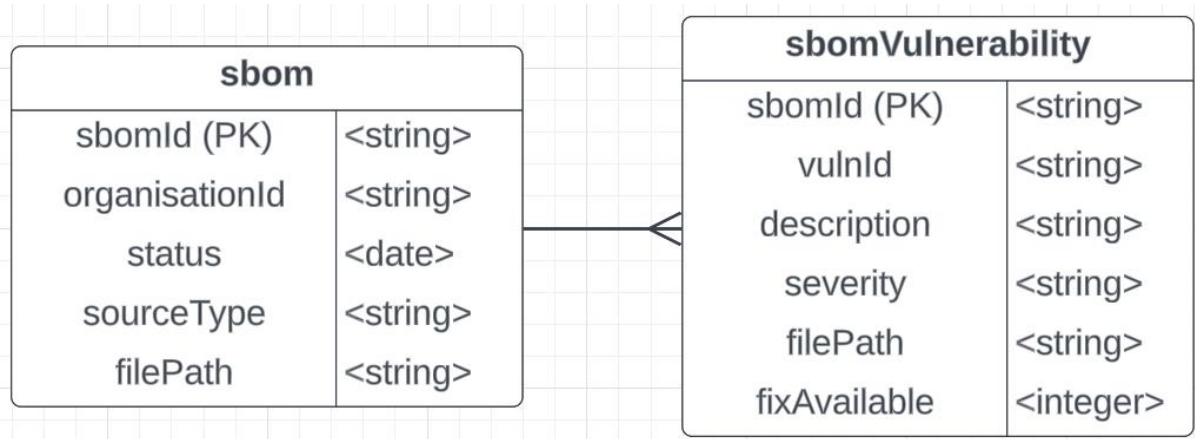 sbom
sbomId (PK) <string>
organisationId <string>
status <date>
sourceType <string>
filePath <string>
sbomVulnerability
sbomId (PK) <string>
vulnId <string>
description <string>
severity <string>
filePath <string>
fixAvailable <integer>